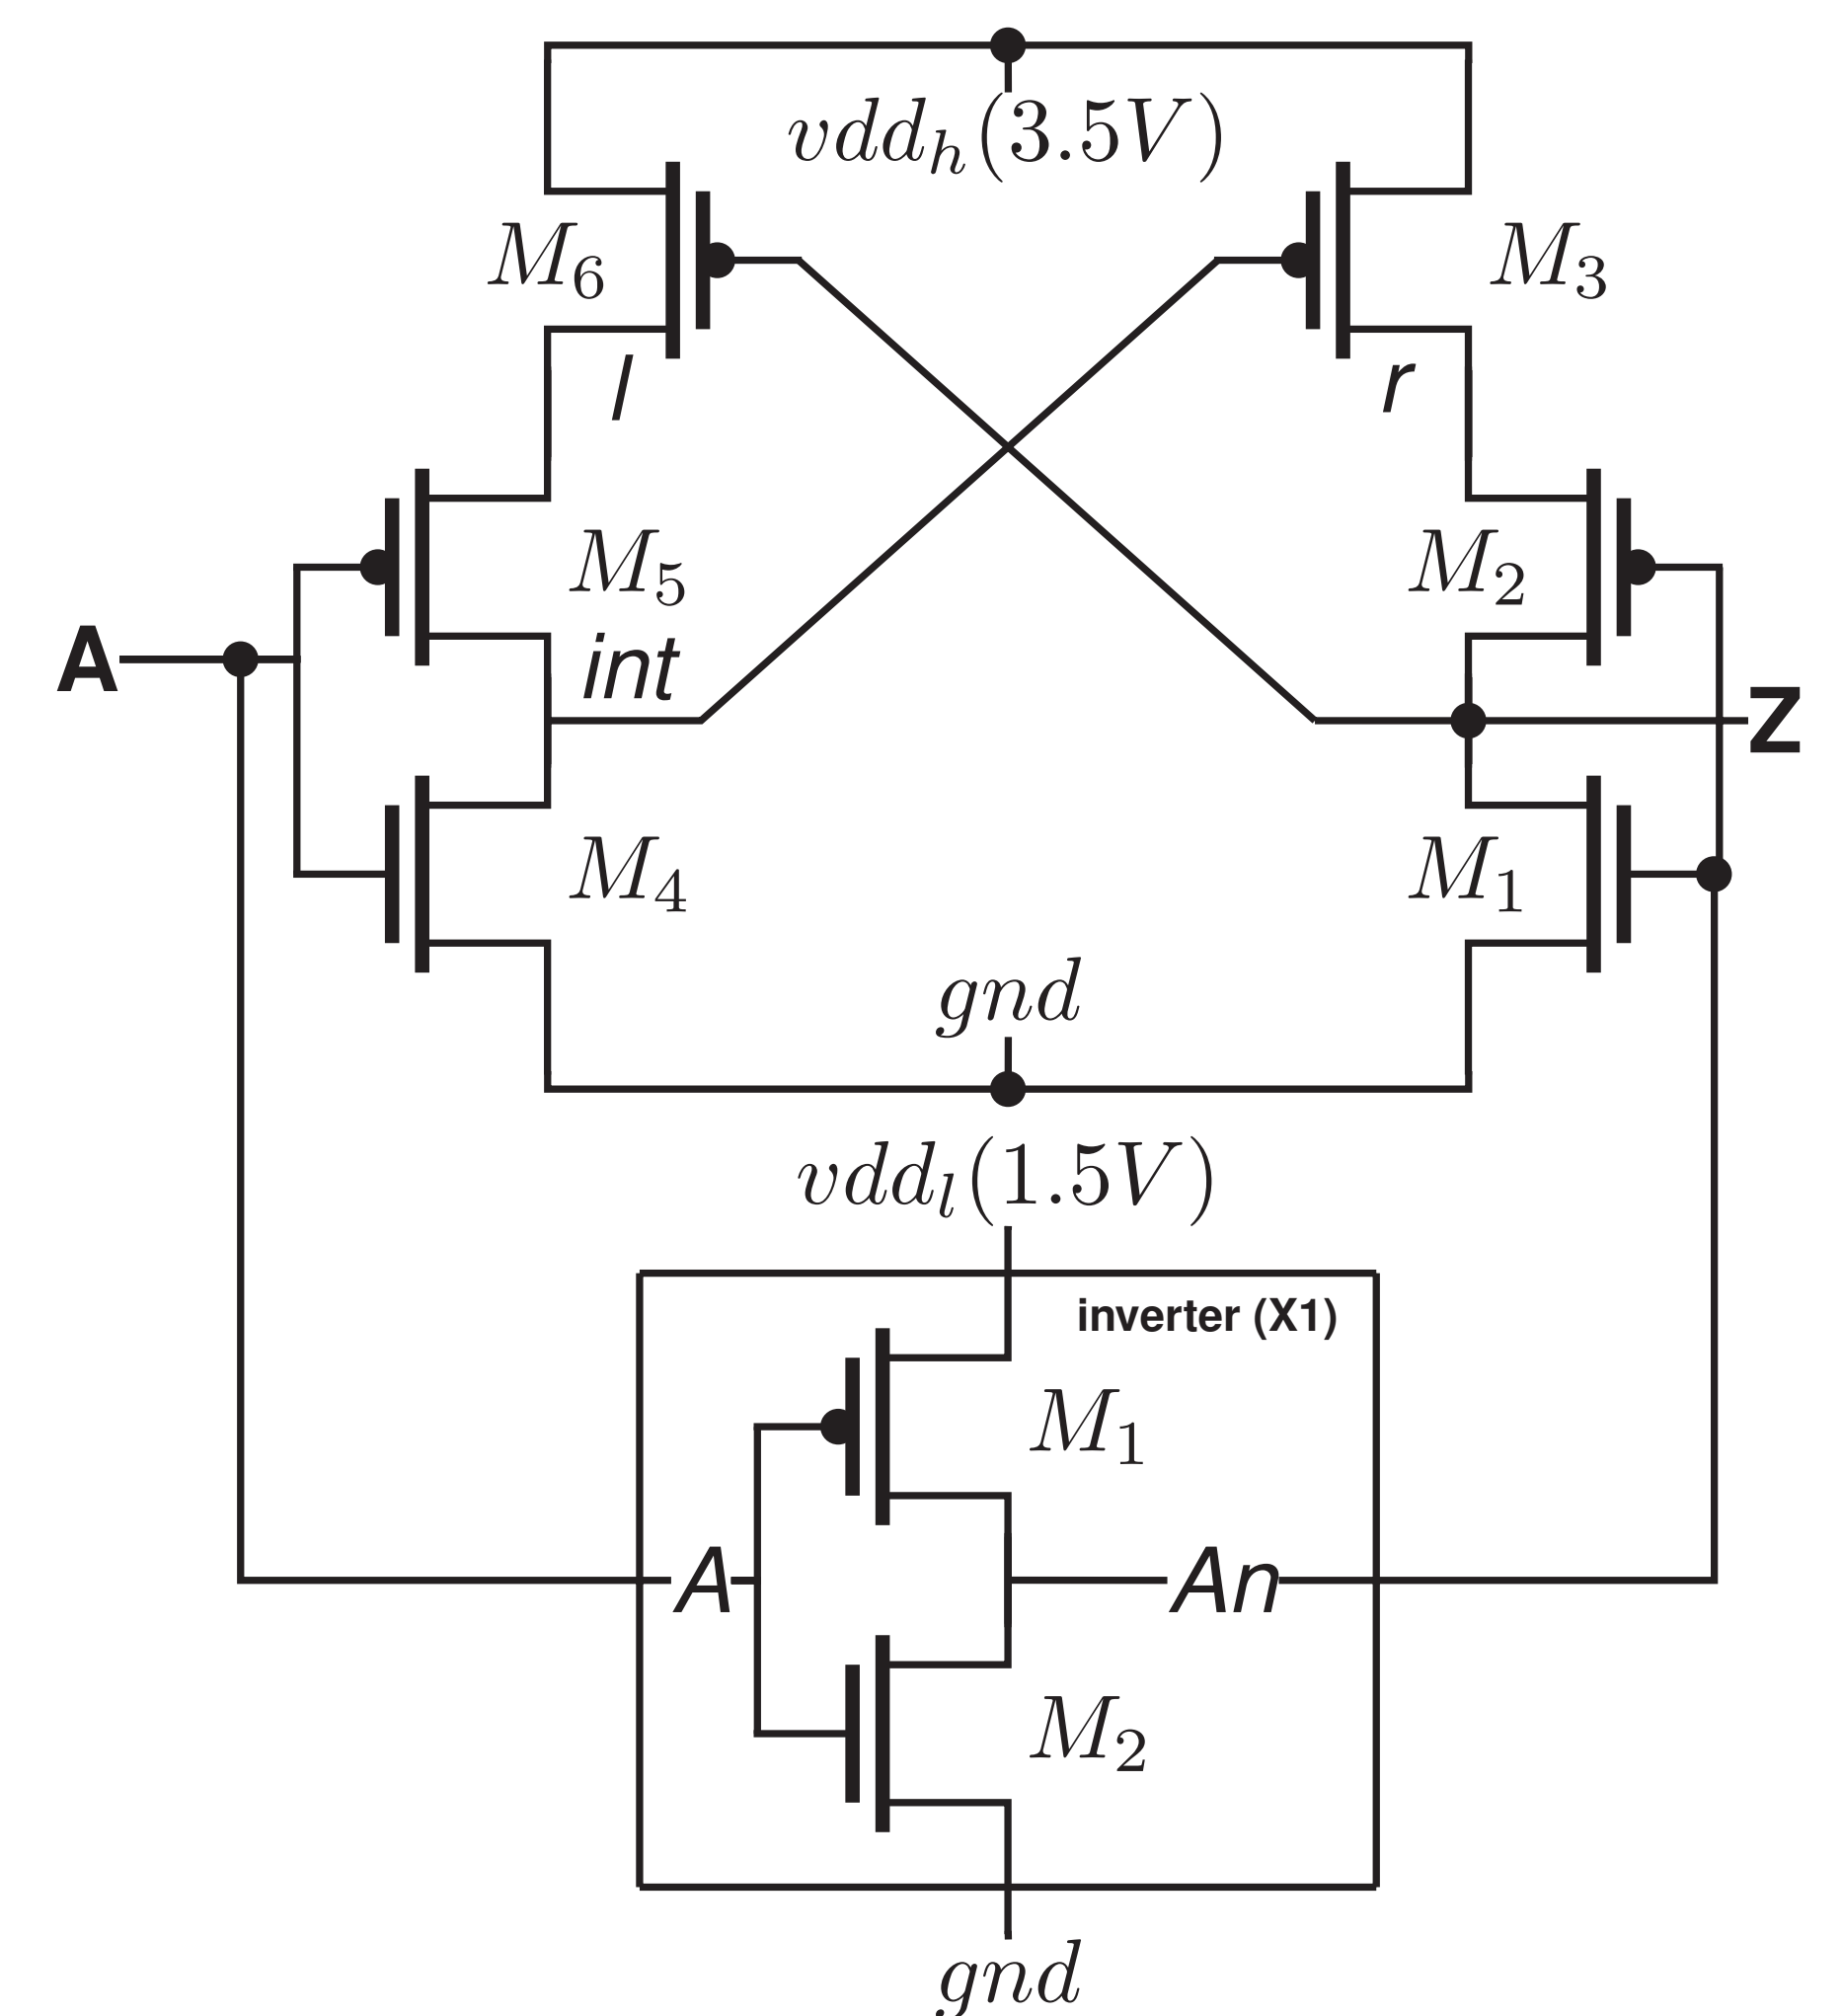 vdd_h(3.5V)
M_6
M_3
l
r
M_5
M_2
A
int
Z
M_4
M_1
gnd
vdd_l(1.5V)
inverter (X1)
M_1
A
An
M_2
gnd